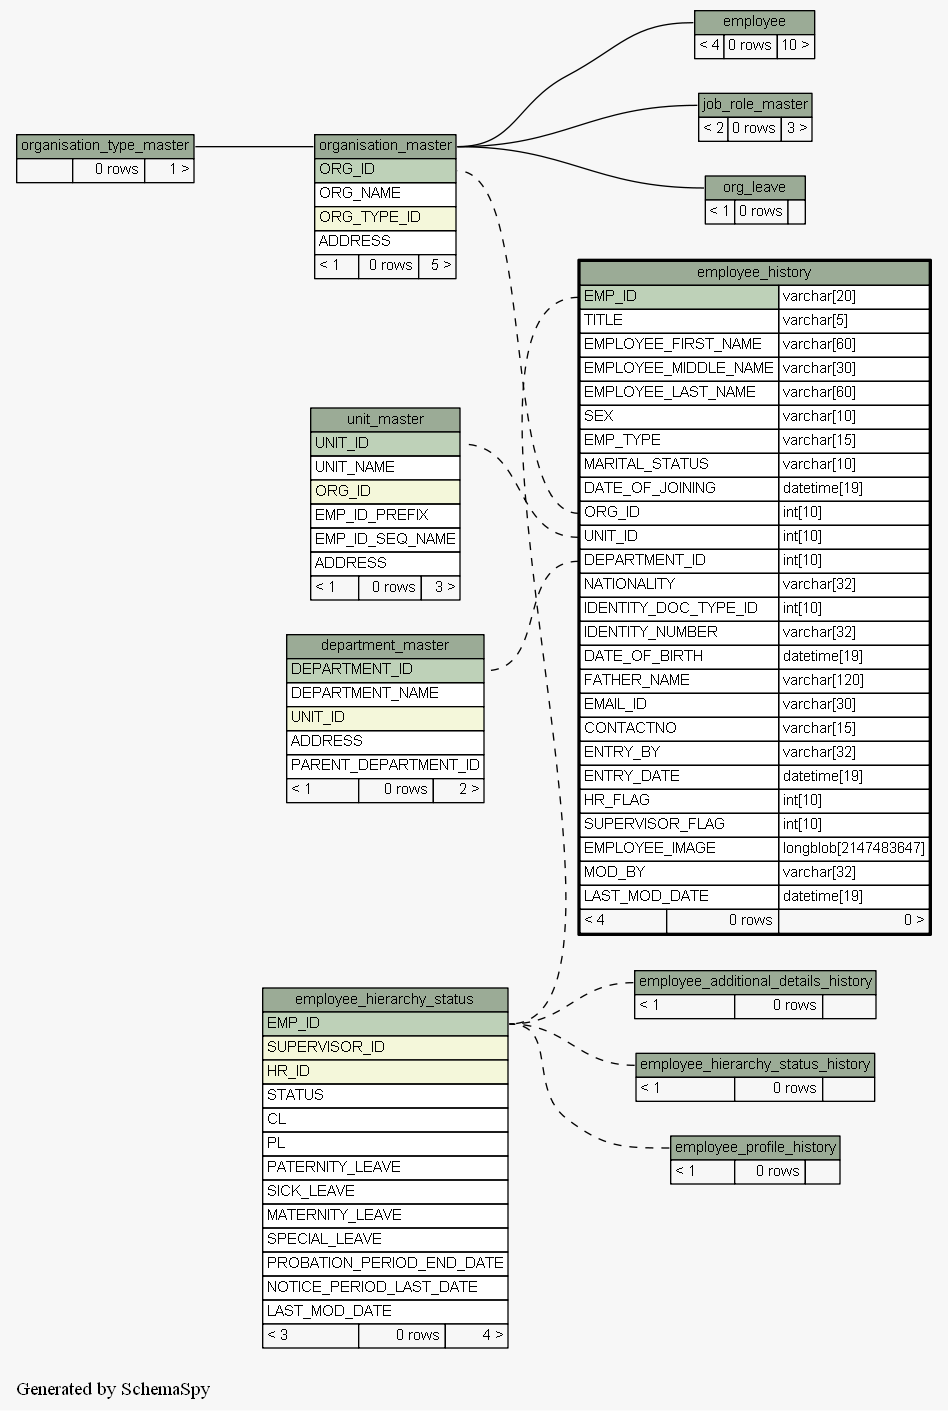 employee
< 4 0 rows 10 >
job_role_master
< 2 0 rows 3 >
organisation_type_master
0 rows 1 >
organisation_master
ORG_ID
ORG_NAME
ORG_TYPE_ID
ADDRESS
< 1 0 rows 5 >
org_leave
< 1 0 rows
employee_history
EMP_ID varchar[20]
TITLE varchar[5]
EMPLOYEE_FIRST_NAME varchar[60]
EMPLOYEE_MIDDLE_NAME varchar[30]
EMPLOYEE_LAST_NAME varchar[60]
SEX varchar[10]
EMP_TYPE varchar[15]
MARITAL_STATUS varchar[10]
DATE_OF_JOINING datetime[19]
ORG_ID int[10]
UNIT_ID int[10]
DEPARTMENT_ID int[10]
NATIONALITY varchar[32]
IDENTITY_DOC_TYPE_ID int[10]
IDENTITY_NUMBER varchar[32]
DATE_OF_BIRTH datetime[19]
FATHER_NAME varchar[120]
EMAIL_ID varchar[30]
CONTACTNO varchar[15]
ENTRY_BY varchar[32]
ENTRY_DATE datetime[19]
HR_FLAG int[10]
SUPERVISOR_FLAG int[10]
EMPLOYEE_IMAGE longblob[2147483647]
MOD_BY varchar[32]
LAST_MOD_DATE datetime[19]
< 4 0 rows 0 >
unit_master
UNIT_ID
UNIT_NAME
ORG_ID
EMP_ID_PREFIX
EMP_ID_SEQ_NAME
ADDRESS
< 1 0 rows 3 >
department_master
DEPARTMENT_ID
DEPARTMENT_NAME
UNIT_ID
ADDRESS
PARENT_DEPARTMENT_ID
< 1 0 rows 2 >
employee_hierarchy_status
EMP_ID
SUPERVISOR_ID
HR_ID
STATUS
CL
PL
PATERNITY_LEAVE
SICK_LEAVE
MATERNITY_LEAVE
SPECIAL_LEAVE
PROBATION_PERIOD_END_DATE
NOTICE_PERIOD_LAST_DATE
LAST_MOD_DATE
< 3 0 rows 4 >
employee_additional_details_history
< 1 0 rows
employee_hierarchy_status_history
< 1 0 rows
employee_profile_history
< 1 0 rows
Generated by SchemaSpy